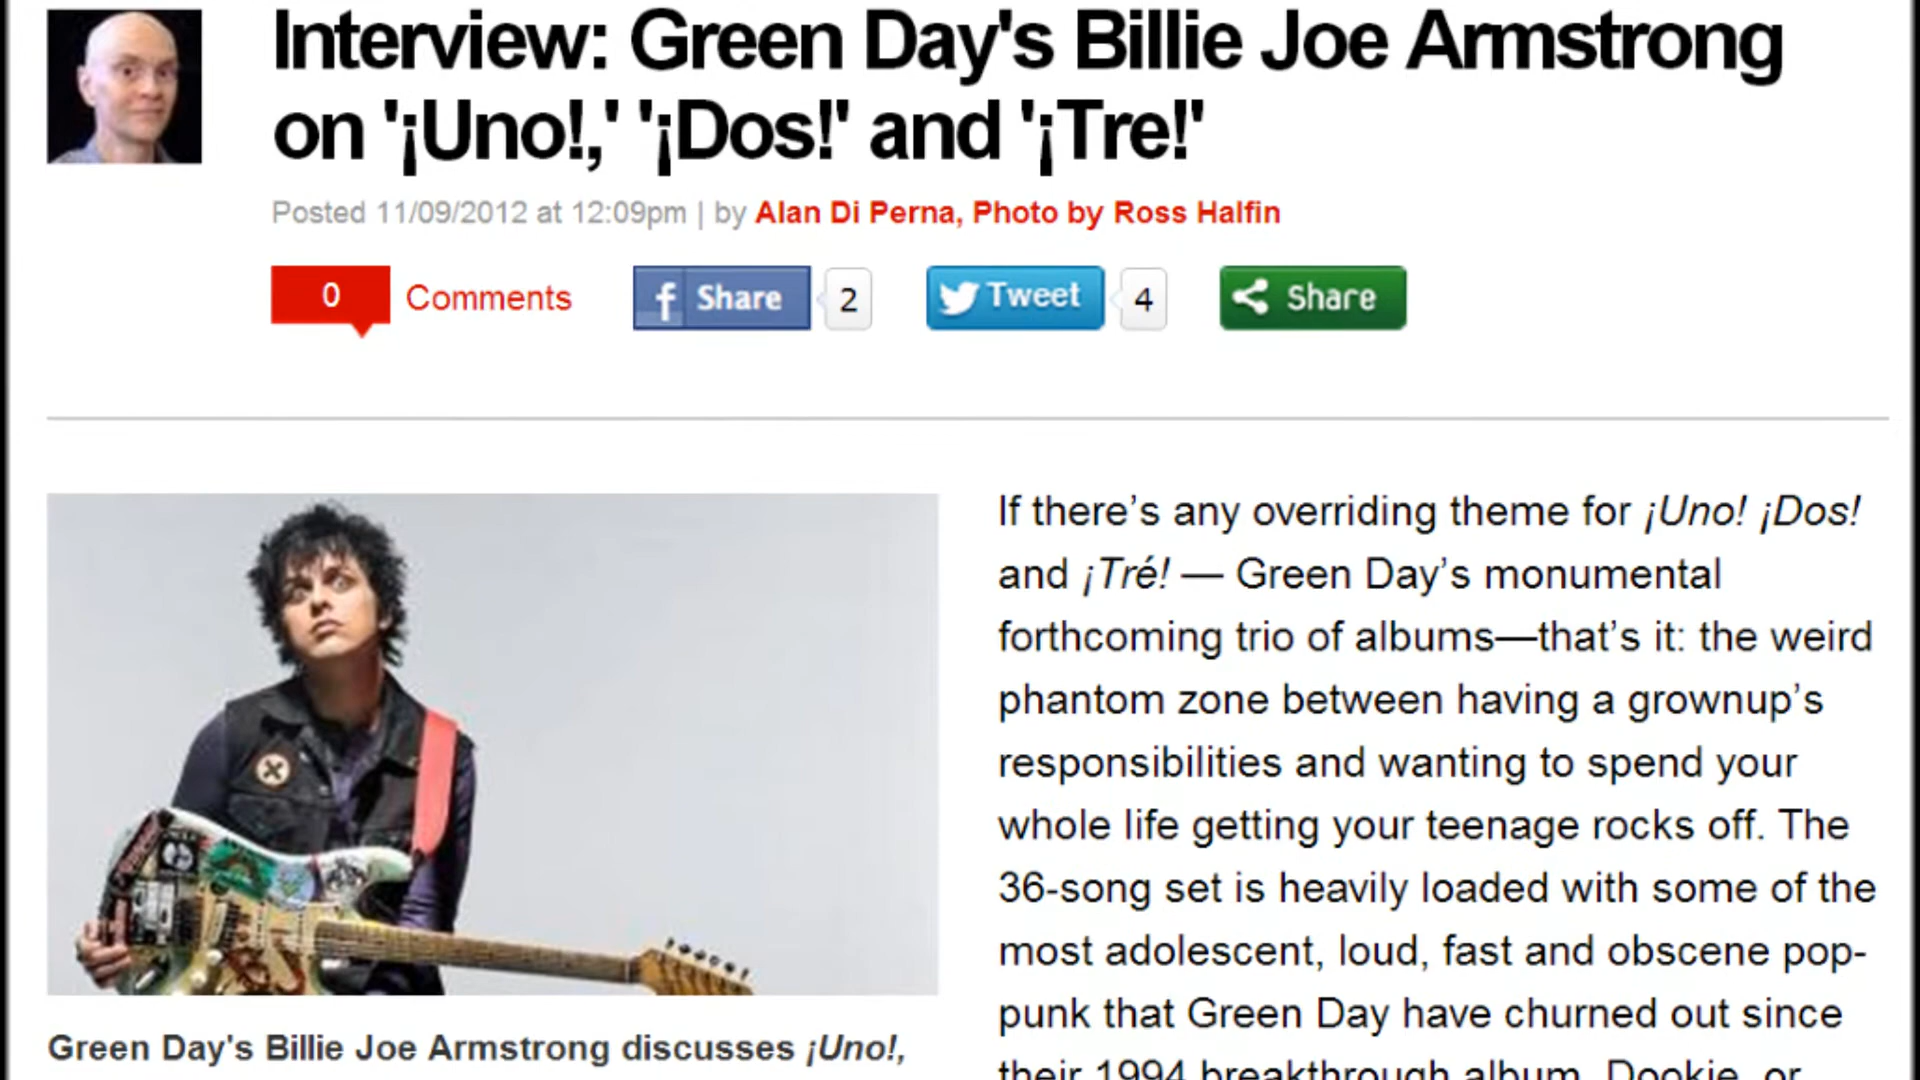 Interview: Green Day's Billie Joe Armstrong
on '¡Uno!,' '¡Dos!' and '¡Tre!'
Posted 11/09/2012 at 12:09pm | by Alan Di Perna, Photo by Ross Halfin
0 Comments f Share 2 Tweet 4 Share
If there’s any overriding theme for ¡Uno! ¡Dos!
and ¡Tré! — Green Day’s monumental
forthcoming trio of albums—that’s it: the weird
phantom zone between having a grownup’s
responsibilities and wanting to spend your
whole life getting your teenage rocks off. The
36-song set is heavily loaded with some of the
most adolescent, loud, fast and obscene pop-
punk that Green Day have churned out since
their 1994 breakthrough album, Dookie, or
Green Day's Billie Joe Armstrong discusses ¡Uno!,